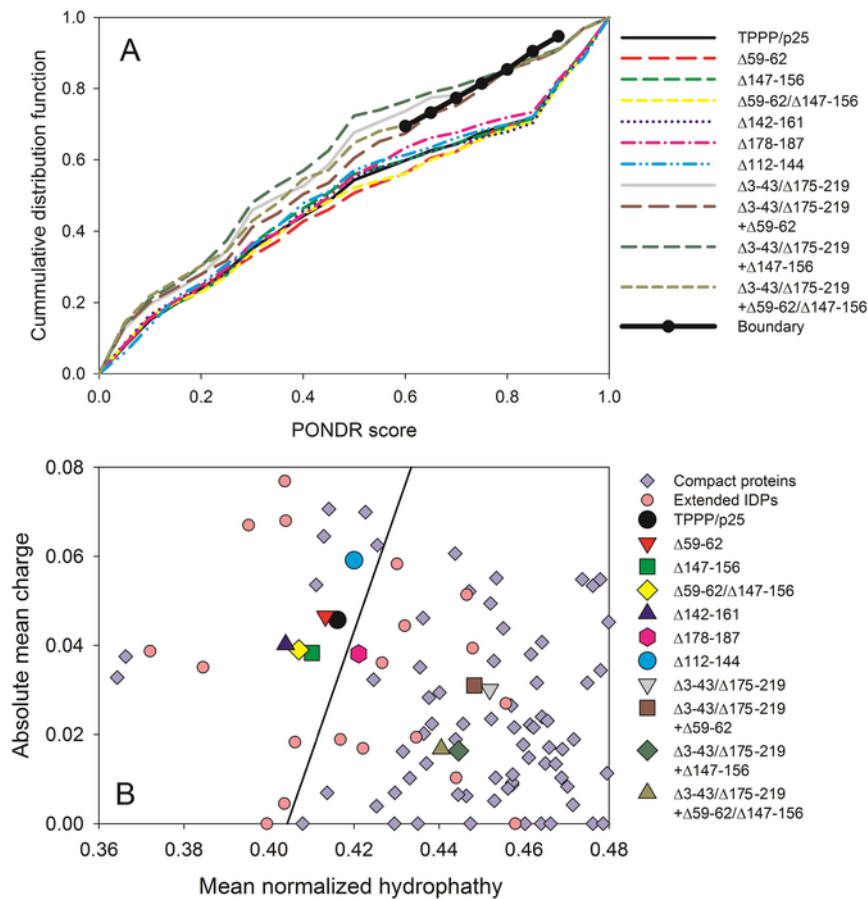 A
Cummulative distribution function
1.0
0.8
0.6
0.4
0.2
0.0
0.0 0.2 0.4 0.6 0.8 1.0
PONDR score
TPPP/p25
Δ59-62
Δ147-156
Δ59-62/Δ147-156
Δ142-161
Δ178-187
Δ112-144
Δ3-43/Δ175-219
Δ3-43/Δ175-219
+Δ59-62
Δ3-43/Δ175-219
+Δ147-156
Δ3-43/Δ175-219
+Δ59-62/Δ147-156
Boundary
B
Absolute mean charge
0.08
0.06
0.04
0.02
0.00
0.36 0.40 0.42 0.44 0.46 0.48
Mean normalized hydrophathy
Compact proteins
Extended IDPs
TPPP/p25
Δ59-62
Δ147-156
Δ59-62/Δ147-156
Δ142-161
Δ178-187
Δ112-144
Δ3-43/Δ175-219
Δ3-43/Δ175-219
+Δ59-62
Δ3-43/Δ175-219
+Δ147-156
Δ3-43/Δ175-219
+Δ59-62/Δ147-156